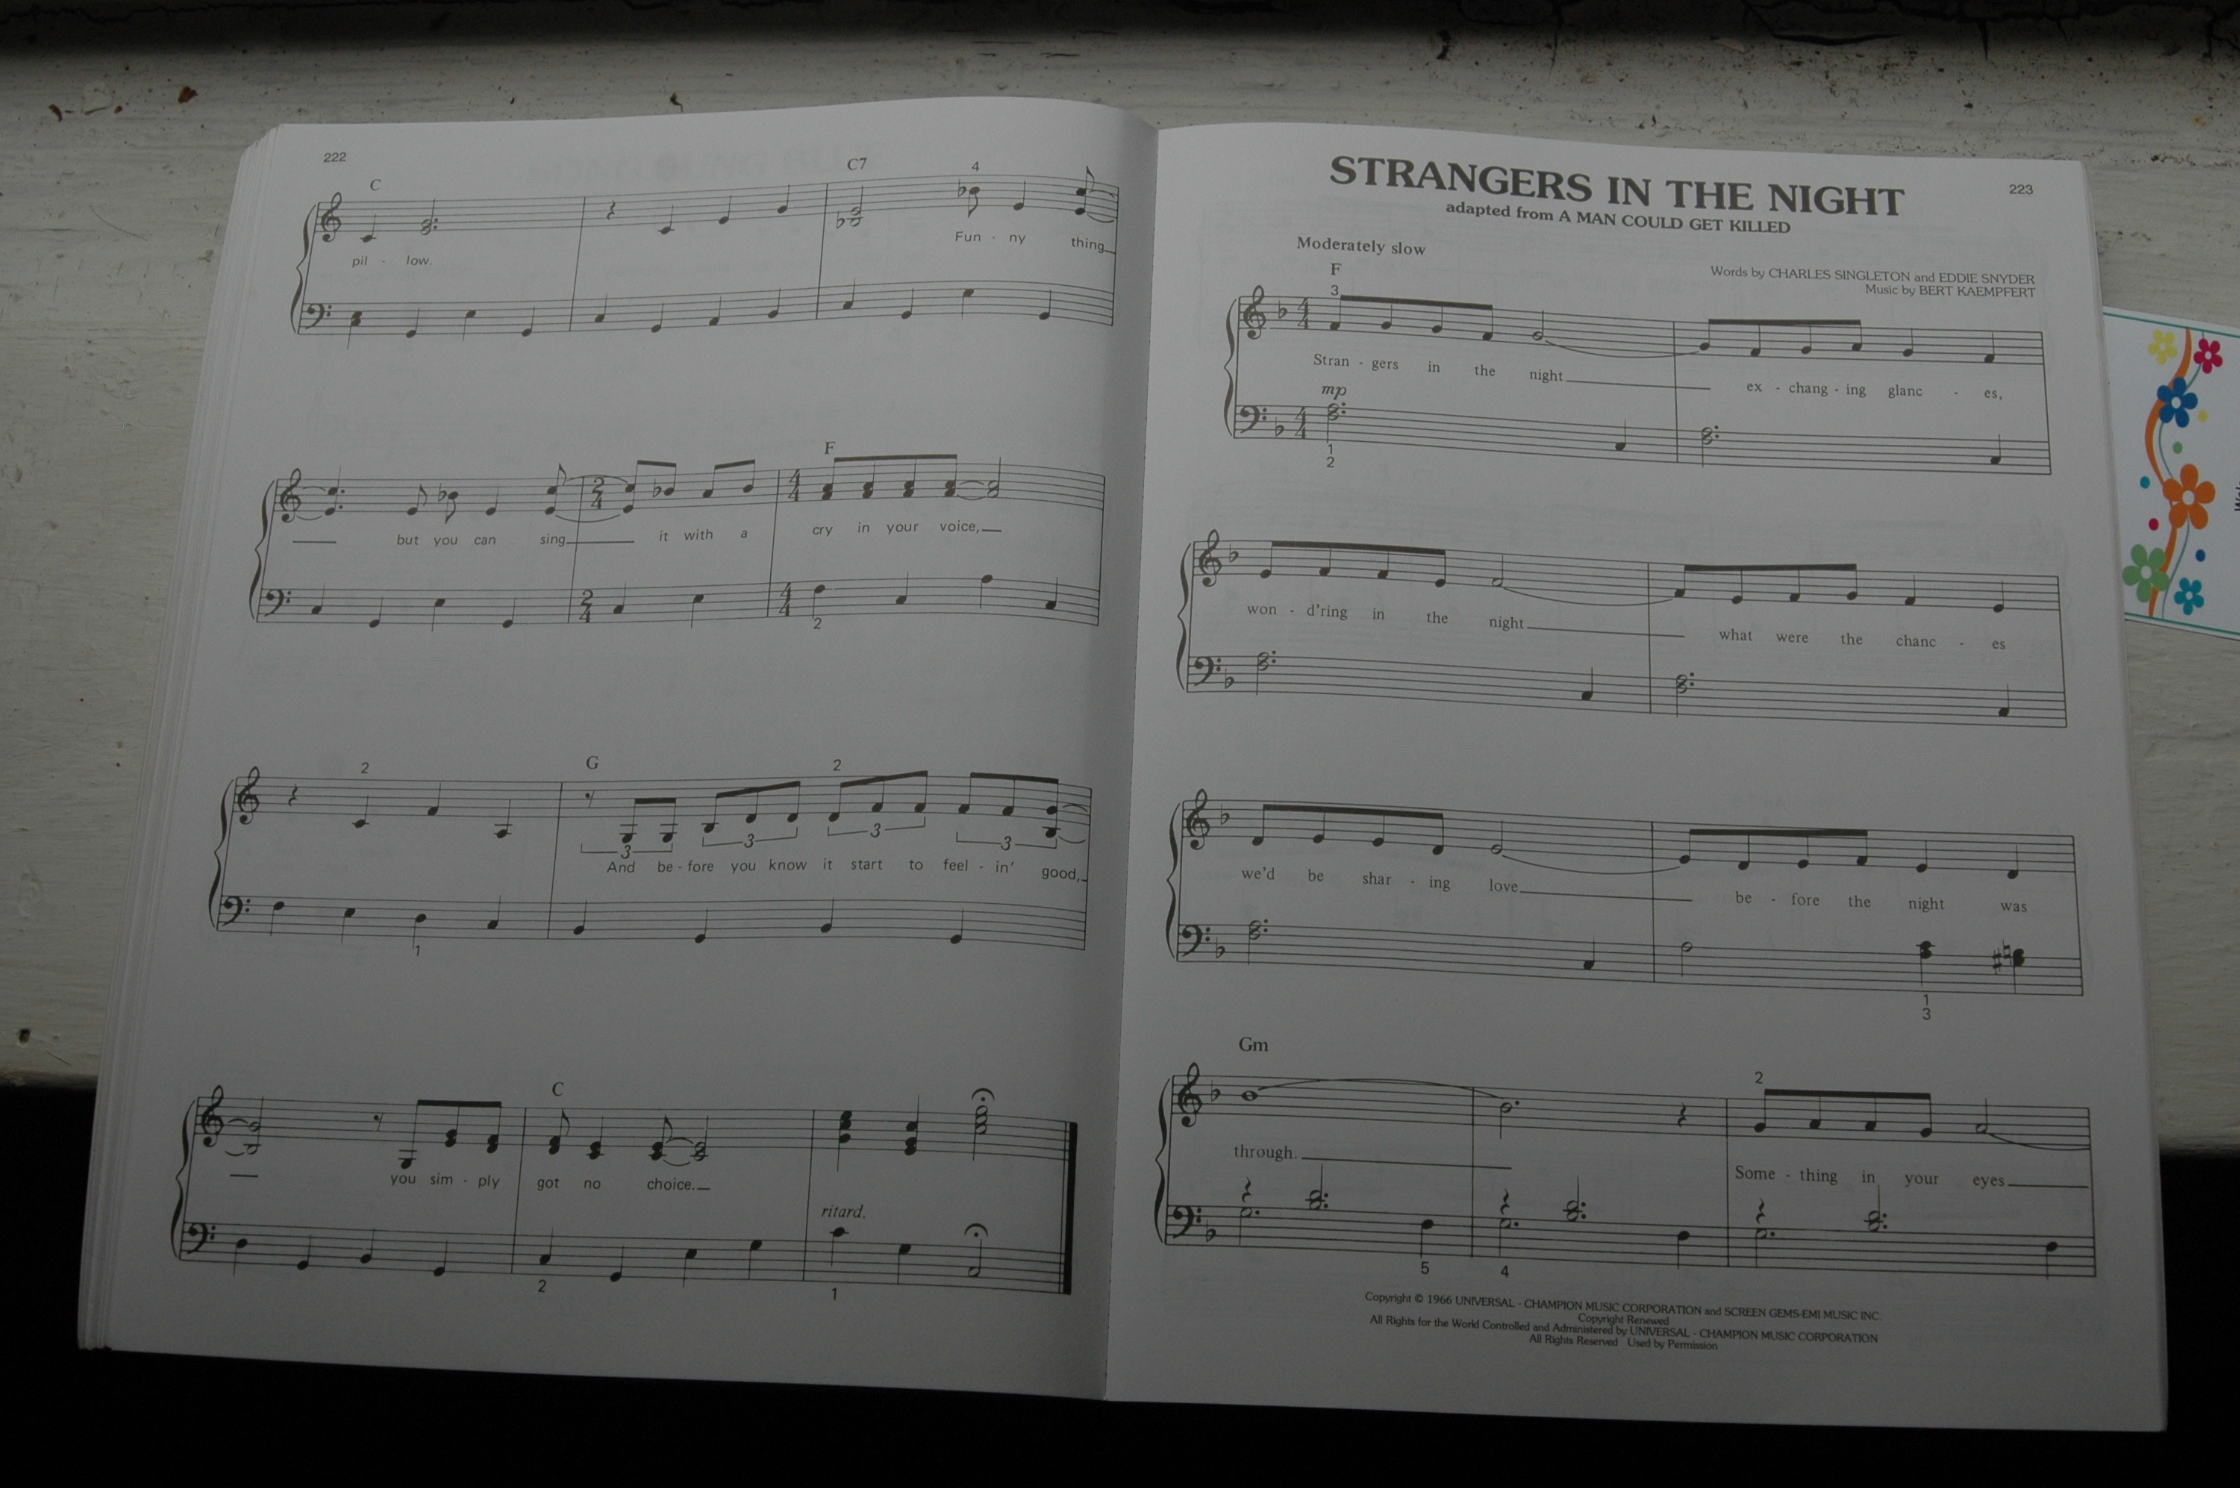 222
C C7 4
Fun - ny thing
pil - low.
F
but you can sing it with a cry in your voice,
2
2 G 2
3 3 3 3
And be - fore you know it start to feel - in' good,
1
C
you sim - ply got no choice.
ritard.
2 1
STRANGERS IN THE NIGHT
223
adapted from A MAN COULD GET KILLED
Moderately slow
Words by CHARLES SINGLETON and EDDIE SNYDER
Music by BERT KAEMPFERT
F
3
Stran - gers in the night ex - chang - ing glanc - es,
mp
1
2
won - d'ring in the night what were the chanc - es
we'd be shar - ing love be - fore the night was
1
3
Gm
2
through. Some - thing in your eyes
5 4
Copyright © 1966 UNIVERSAL - CHAMPION MUSIC CORPORATION and SCREEN GEMS-EMI MUSIC INC.
Copyright Renewed
All Rights for the World Controlled and Administered by UNIVERSAL - CHAMPION MUSIC CORPORATION
All Rights Reserved Used by Permission